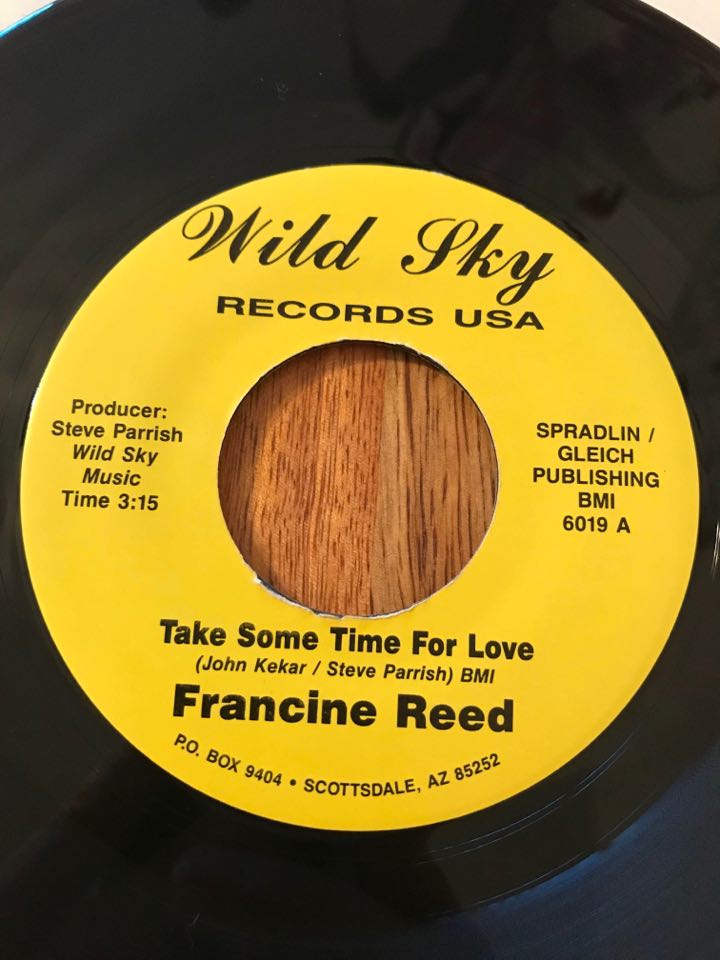 Wild Sky
RECORDS USA
Producer:
Steve Parrish
Wild Sky
Music
Time 3:15
SPRADLIN /
GLEICH
PUBLISHING
BMI
6019 A
Take Some Time For Love
(John Kekar / Steve Parrish) BMI
Francine Reed
P.O. BOX 9404 • SCOTTSDALE, AZ 85252